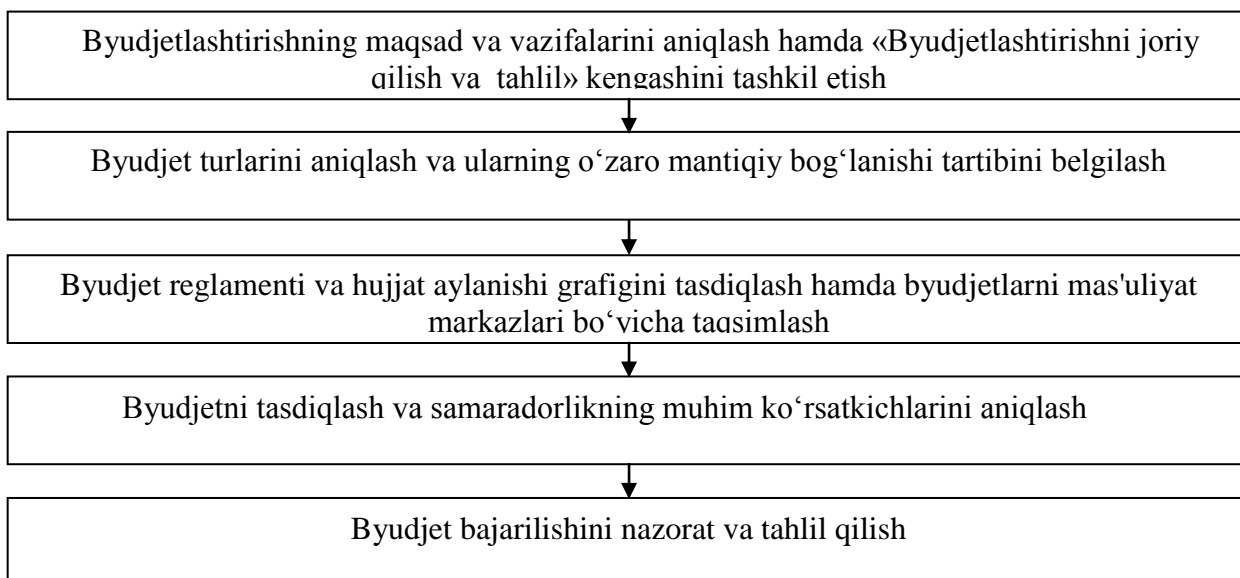 Byudjetlashtirishning maqsad va vazifalarini aniqlash hamda «Byudjetlashtirishni joriy
qilish va tahlil» kengashini tashkil etish
Byudjet turlarini aniqlash va ularning o‘zaro mantiqiy bog‘lanishi tartibini belgilash
Byudjet reglamenti va hujjat aylanishi grafigini tasdiqlash hamda byudjetlarni mas'uliyat
markazlari bo‘yicha taqsimlash
Byudjetni tasdiqlash va samaradorlikning muhim ko‘rsatkichlarini aniqlash
Byudjet bajarilishini nazorat va tahlil qilish